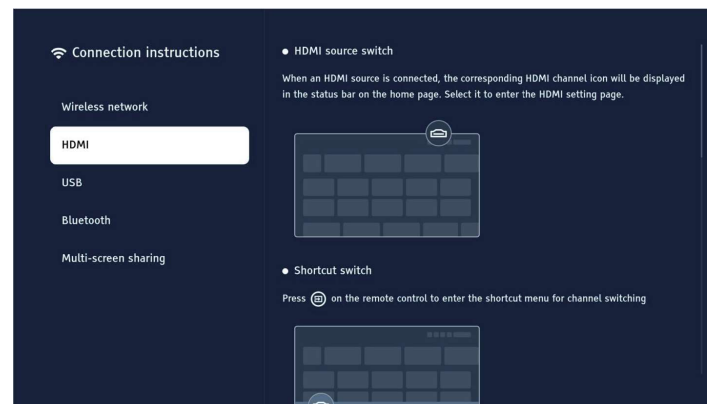 Connection instructions
Wireless network
HDMI
USB
Bluetooth
Multi-screen sharing
HDMI source switch
When an HDMI source is connected, the corresponding HDMI channel icon will be displayed
in the status bar on the home page. Select it to enter the HDMI setting page.
Shortcut switch
Press on the remote control to enter the shortcut menu for channel switching